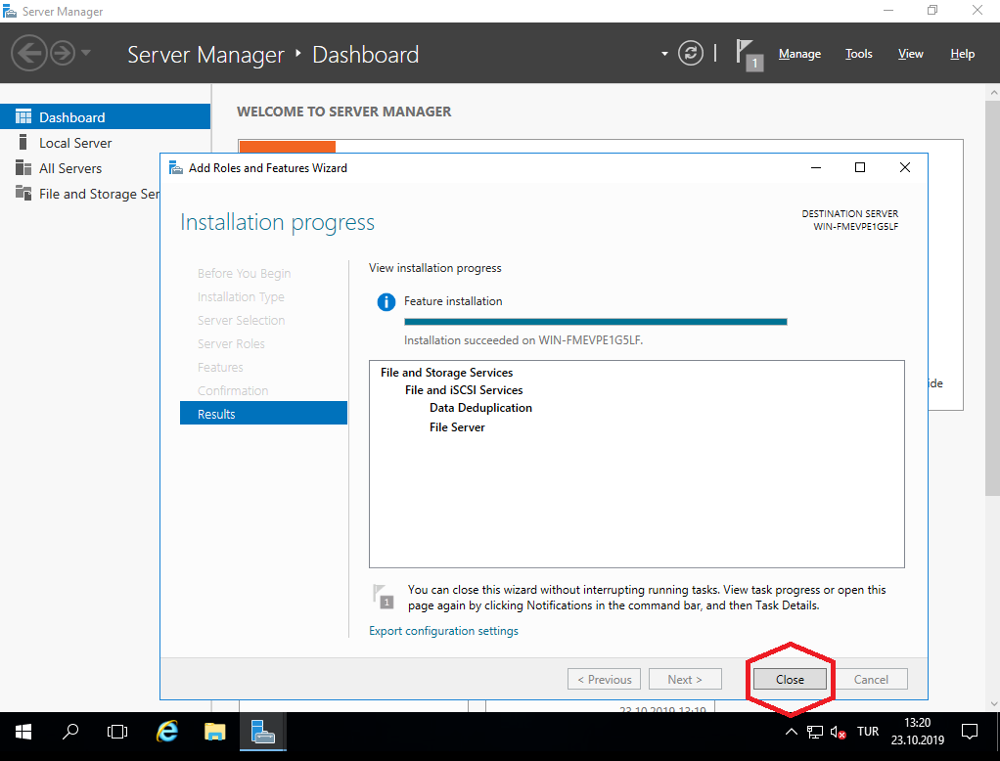 Server Manager
Server Manager ‣ Dashboard
1
Manage
Tools
View
Help
Dashboard
Local Server
All Servers
File and Storage Ser
WELCOME TO SERVER MANAGER
Add Roles and Features Wizard
Installation progress
DESTINATION SERVER
WIN-FMEVPE1G5LF
Before You Begin
Installation Type
Server Selection
Server Roles
Features
Confirmation
Results
View installation progress
Feature installation
Installation succeeded on WIN-FMEVPE1G5LF.
File and Storage Services
File and iSCSI Services
Data Deduplication
File Server
ide
1
You can close this wizard without interrupting running tasks. View task progress or open this
page again by clicking Notifications in the command bar, and then Task Details.
Export configuration settings
< Previous
Next >
Close
Cancel
23.10.2019 13:19
TUR
13:20
23.10.2019